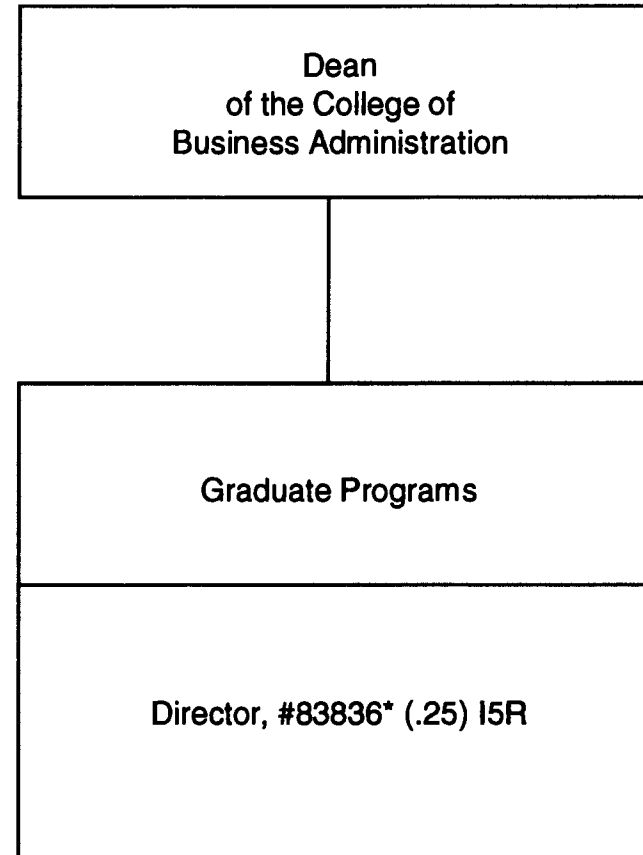 Dean
of the College of
Business Administration
Graduate Programs
Director, #83836* (.25) I5R